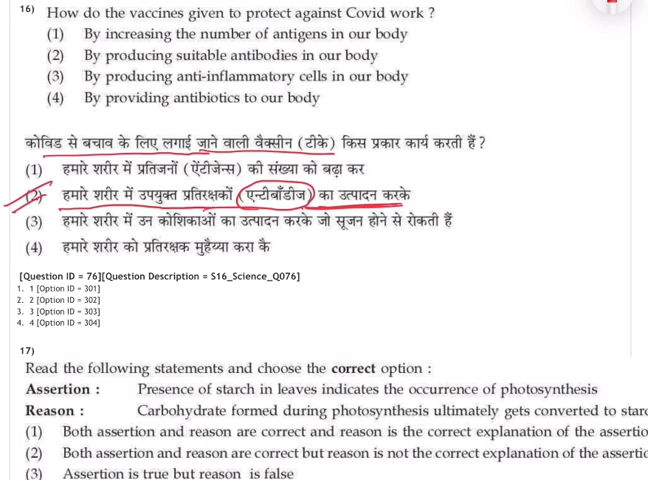 16) How do the vaccines given to protect against Covid work ?
(1) By increasing the number of antigens in our body
(2) By producing suitable antibodies in our body
(3) By producing anti-inflammatory cells in our body
(4) By providing antibiotics to our body
कोविड से बचाव के लिए लगाई जाने वाली वैक्सीन (टीके) किस प्रकार कार्य करती हैं ?
(1) हमारे शरीर में प्रतिजनों (ऐंटीजेन्स) की संख्या को बढ़ा कर
(2) हमारे शरीर में उपयुक्त प्रतिरक्षकों (एन्टीबॉडीज) का उत्पादन करके
(3) हमारे शरीर में उन कोशिकाओं का उत्पादन करके जो सूजन होने से रोकती हैं
(4) हमारे शरीर को प्रतिरक्षक मुहैय्या करा कै
[Question ID = 76][Question Description = S16_Science_Q076]
1. 1 [Option ID = 301]
2. 2 [Option ID = 302]
3. 3 [Option ID = 303]
4. 4 [Option ID = 304]
17)
Read the following statements and choose the correct option :
Assertion : Presence of starch in leaves indicates the occurrence of photosynthesis
Reason : Carbohydrate formed during photosynthesis ultimately gets converted to starc
(1) Both assertion and reason are correct and reason is the correct explanation of the assertio
(2) Both assertion and reason are correct but reason is not the correct explanation of the assertio
(3) Assertion is true but reason is false